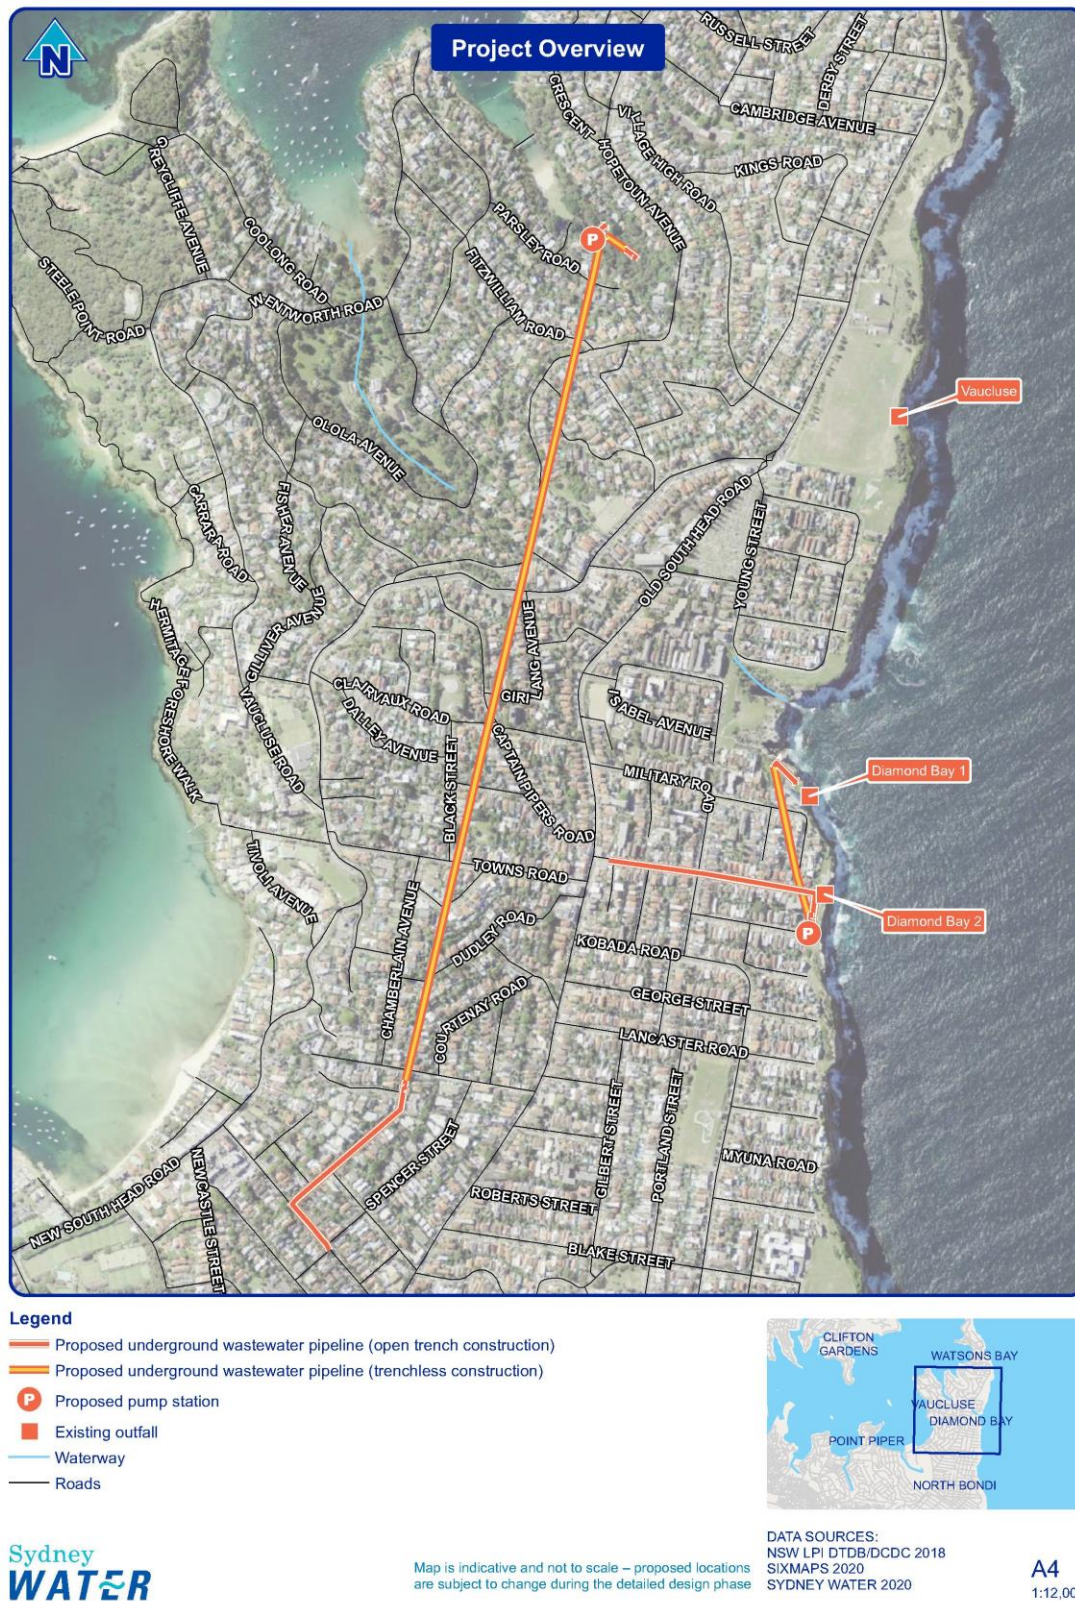 N
Project Overview
RUSSELL STREET
DERBY STREET
CAMBRIDGE AVENUE
CRESCENT
VILLAGE HIGH ROAD
HOPETOUN AVENUE
KINGS ROAD
GREYCLIFFE AVENUE
COOLONG ROAD
PARSLEY ROAD
P
FITZWILLIAM ROAD
STEELE POINT ROAD
WENTWORTH ROAD
Vaucluse
OLOLA AVENUE
CARRARA ROAD
FISHER AVENUE
OLD SOUTH HEAD ROAD
YOUNG STREET
HERMITAGE FORESHORE WALK
GILLIVER AVENUE
LANG AVENUE
GIRI
CLAIRVAUX ROAD
DALLEY AVENUE
ISABEL AVENUE
VAUCLUSE ROAD
BLACK STREET
CAPTAIN PIPERS ROAD
MILITARY ROAD
Diamond Bay 1
TIVOLI AVENUE
TOWNS ROAD
CHAMBERLAIN AVENUE
DUDLEY ROAD
Diamond Bay 2
P
KOBADA ROAD
COURTENAY ROAD
GEORGE STREET
LANCASTER ROAD
GILBERT STREET
PORTLAND STREET
SPENCER STREET
MYUNA ROAD
NEW SOUTH HEAD ROAD
NEWCASTLE STREET
ROBERTS STREET
BLAKE STREET
Legend
Proposed underground wastewater pipeline (open trench construction)
Proposed underground wastewater pipeline (trenchless construction)
P Proposed pump station
Existing outfall
Waterway
Roads
CLIFTON
GARDENS
WATSONS BAY
VAUCLUSE
DIAMOND BAY
POINT PIPER
NORTH BONDI
Sydney
WATER
Map is indicative and not to scale – proposed locations
are subject to change during the detailed design phase
DATA SOURCES:
NSW LPI DTDB/DCDC 2018
SIXMAPS 2020
SYDNEY WATER 2020
A4
1:12,00